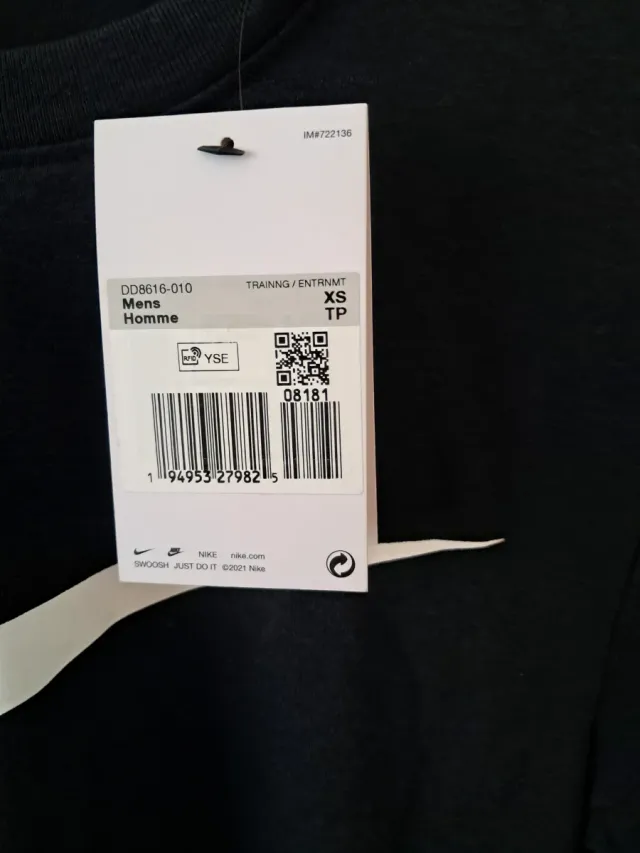 IM#722136
DD8616-010
TRAINNG / ENTRNMT
Mens
XS
Homme
TP
RFID YSE
08181
1 94953 27982 5
NIKE nike.com
SWOOSH JUST DO IT ©2021 Nike